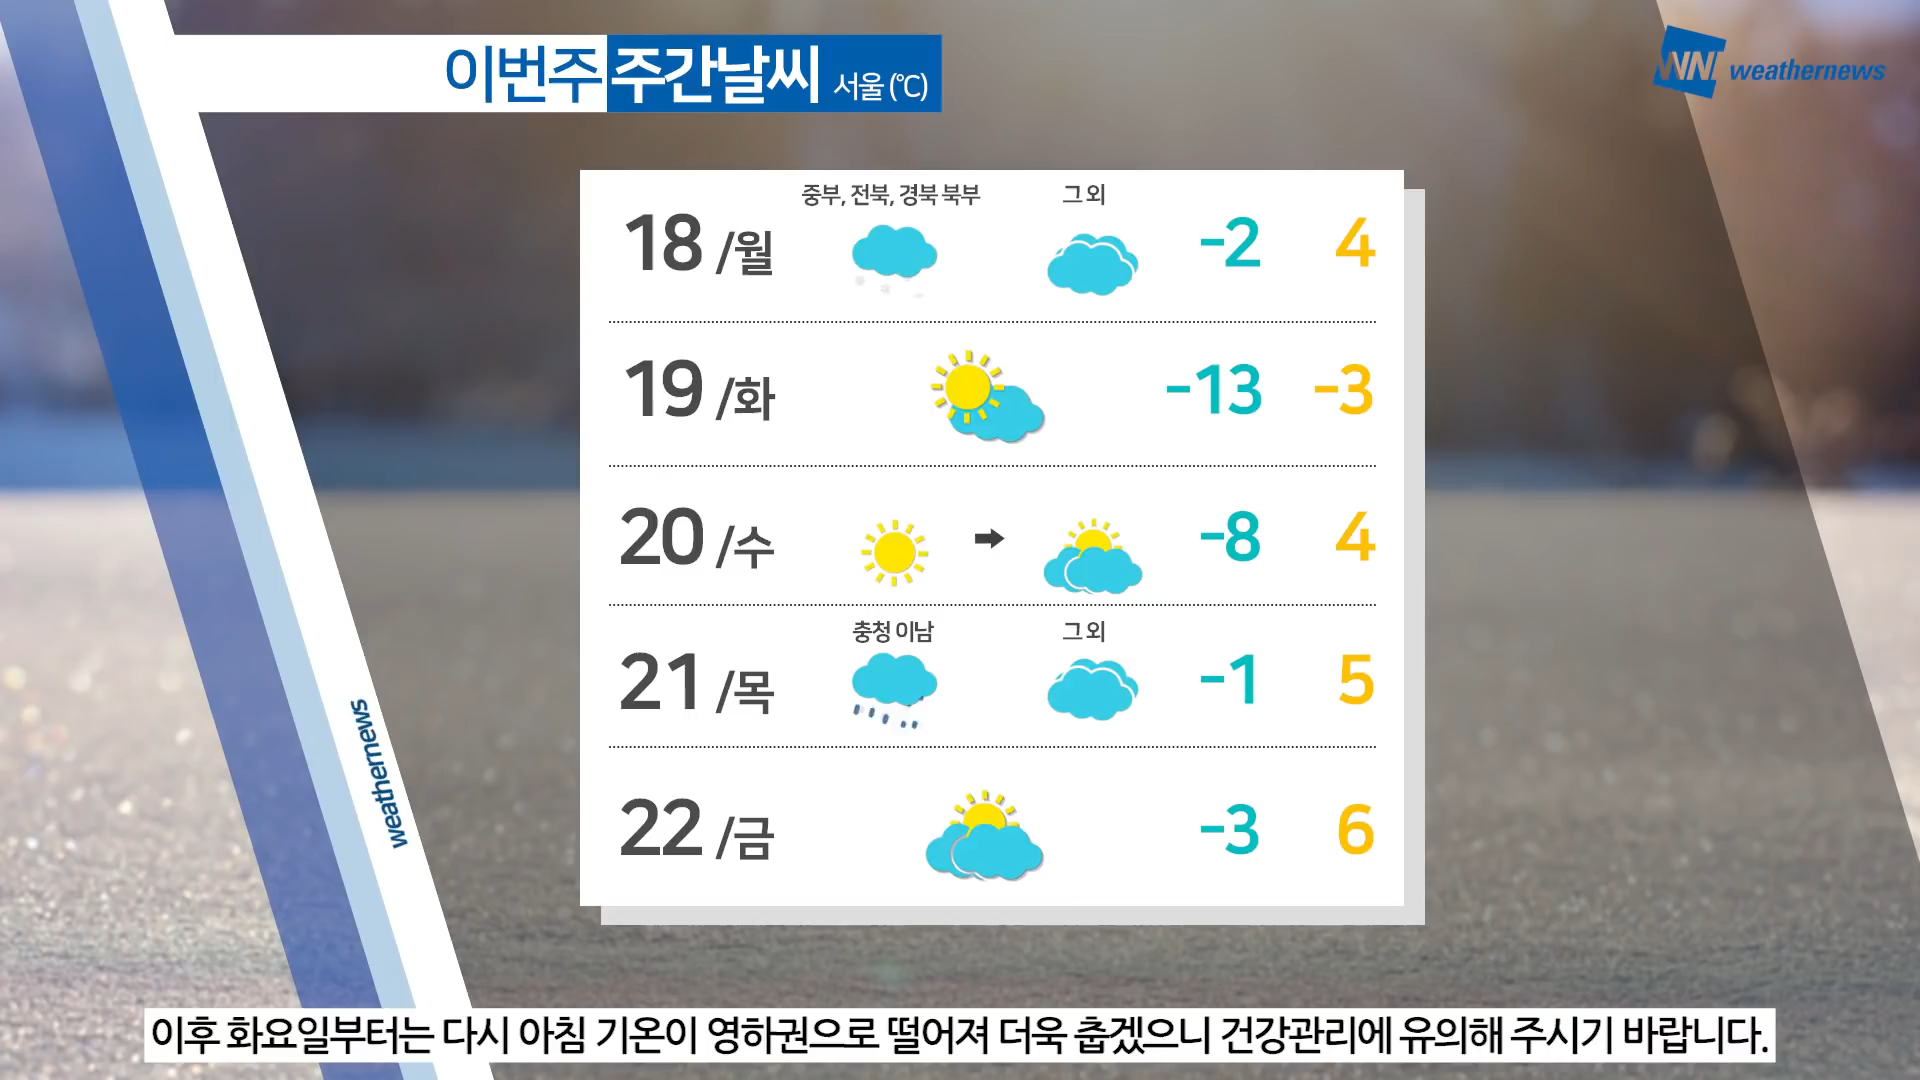 이번주 주간날씨 서울 (℃)
WNI weathernews
중부, 전북, 경북 북부 그 외
18 /월 -2 4
19 /화 -13 -3
20 /수 -8 4
충청 이남 그 외
21 /목 -1 5
22 /금 -3 6
weathernews
이후 화요일부터는 다시 아침 기온이 영하권으로 떨어져 더욱 춥겠으니 건강관리에 유의해 주시기 바랍니다.